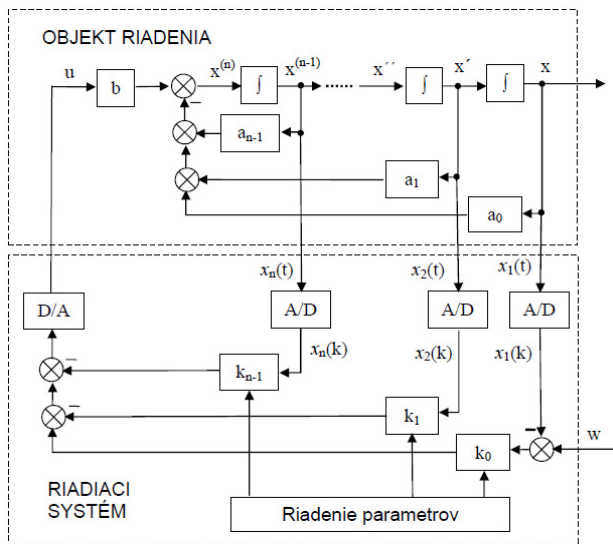 OBJEKT RIADENIA
u
b
x(n)
∫
x(n-1)
x´´
∫
x´
∫
x
an-1
a1
a0
xn(t)
x2(t)
x1(t)
D/A
A/D
A/D
A/D
xn(k)
x2(k)
x1(k)
kn-1
k1
k0
w
RIADIACI
SYSTÉM
Riadenie parametrov